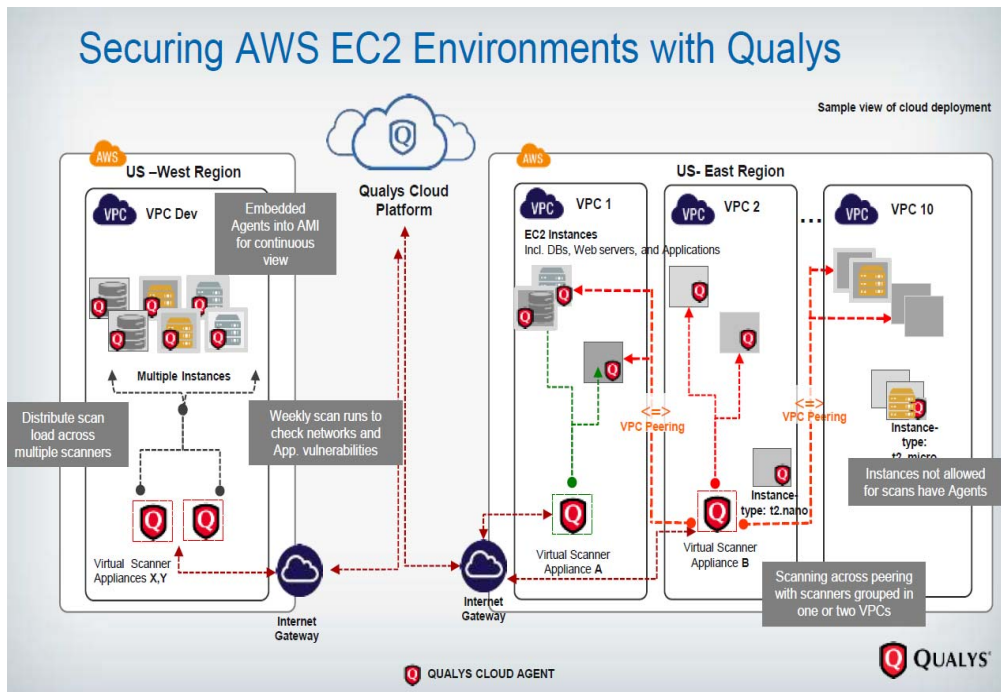 Securing AWS EC2 Environments with Qualys
Sample view of cloud deployment
Qualys Cloud
Platform
AWS
US –West Region
VPC
VPC Dev
Embedded
Agents into AMI
for continuous
view
Multiple Instances
Distribute scan
load across
multiple scanners
Weekly scan runs to
check networks and
App. vulnerabilities
Virtual Scanner
Appliances X,Y
Internet
Gateway
AWS
US- East Region
VPC
VPC 1
EC2 Instances
Incl. DBs, Web servers, and Applications
Virtual Scanner
Appliance A
Internet
Gateway
<=>
VPC Peering
VPC
VPC 2
Instance-
type: t2.nano
Virtual Scanner
Appliance B
...
<=>
VPC Peering
VPC
VPC 10
Instance-
type:
t2.micro
Instances not allowed
for scans have Agents
Scanning across peering
with scanners grouped in
one or two VPCs
QUALYS CLOUD AGENT
QUALYS®